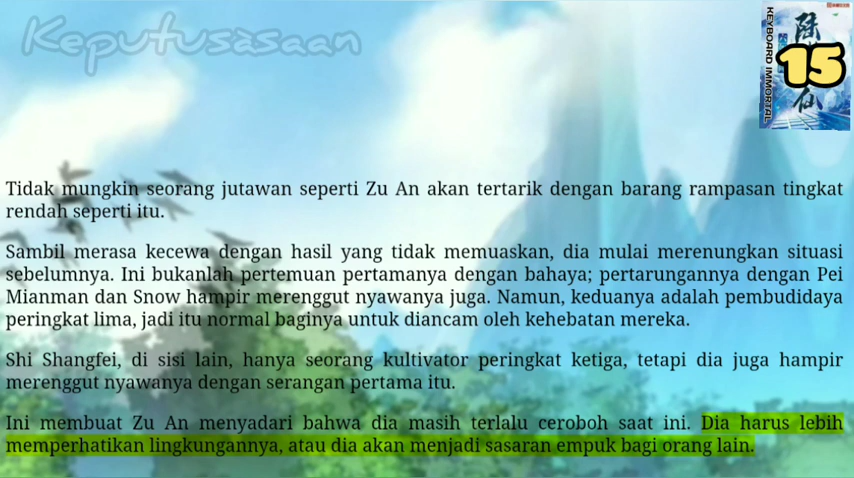 Keputusasaan
15
KEYBOARD IMMORTAL
Tidak mungkin seorang jutawan seperti Zu An akan tertarik dengan barang rampasan tingkat
rendah seperti itu.
Sambil merasa kecewa dengan hasil yang tidak memuaskan, dia mulai merenungkan situasi
sebelumnya. Ini bukanlah pertemuan pertamanya dengan bahaya; pertarungannya dengan Pei
Mianman dan Snow hampir merenggut nyawanya juga. Namun, keduanya adalah pembudidaya
peringkat lima, jadi itu normal baginya untuk diancam oleh kehebatan mereka.
Shi Shangfei, di sisi lain, hanya seorang kultivator peringkat ketiga, tetapi dia juga hampir
merenggut nyawanya dengan serangan pertama itu.
Ini membuat Zu An menyadari bahwa dia masih terlalu ceroboh saat ini. Dia harus lebih
memperhatikan lingkungannya, atau dia akan menjadi sasaran empuk bagi orang lain.